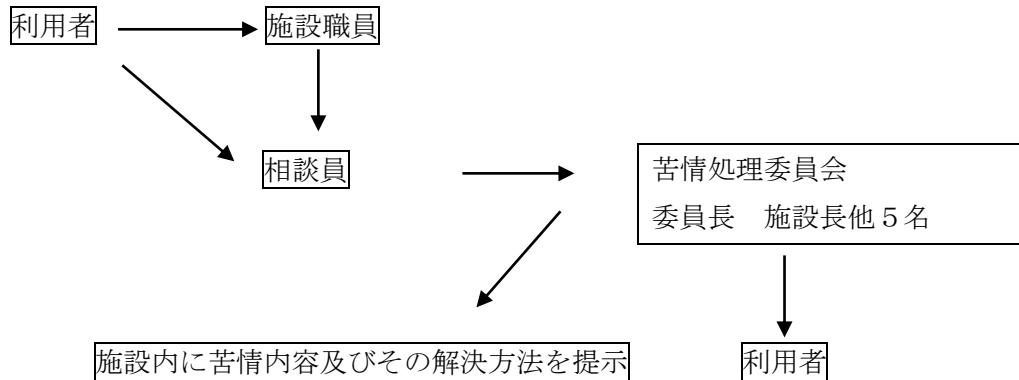 利用者
施設職員
相談員
苦情処理委員会
委員長　施設長他５名
施設内に苦情内容及びその解決方法を提示
利用者